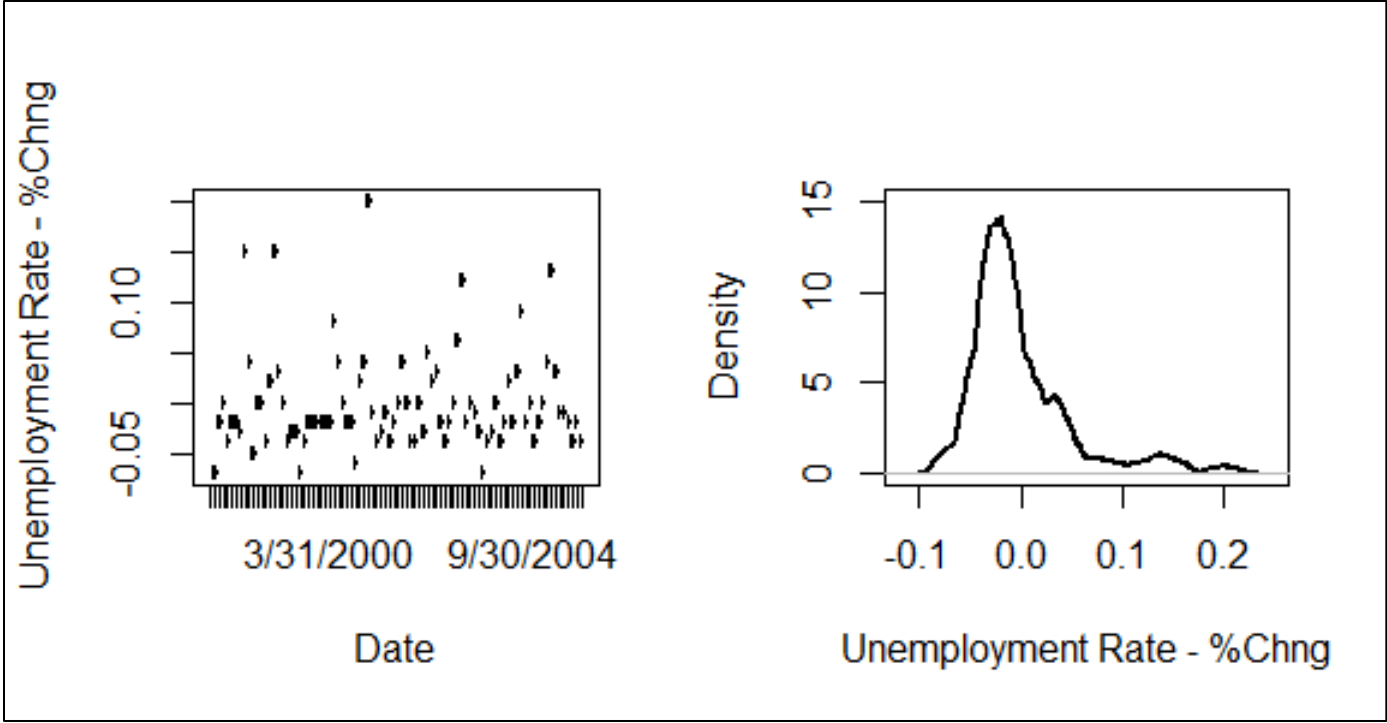 Unemployment Rate - %Chng
0.10
-0.05
3/31/2000 9/30/2004
Date
Density
15
10
5
0
-0.1 0.0 0.1 0.2
Unemployment Rate - %Chng